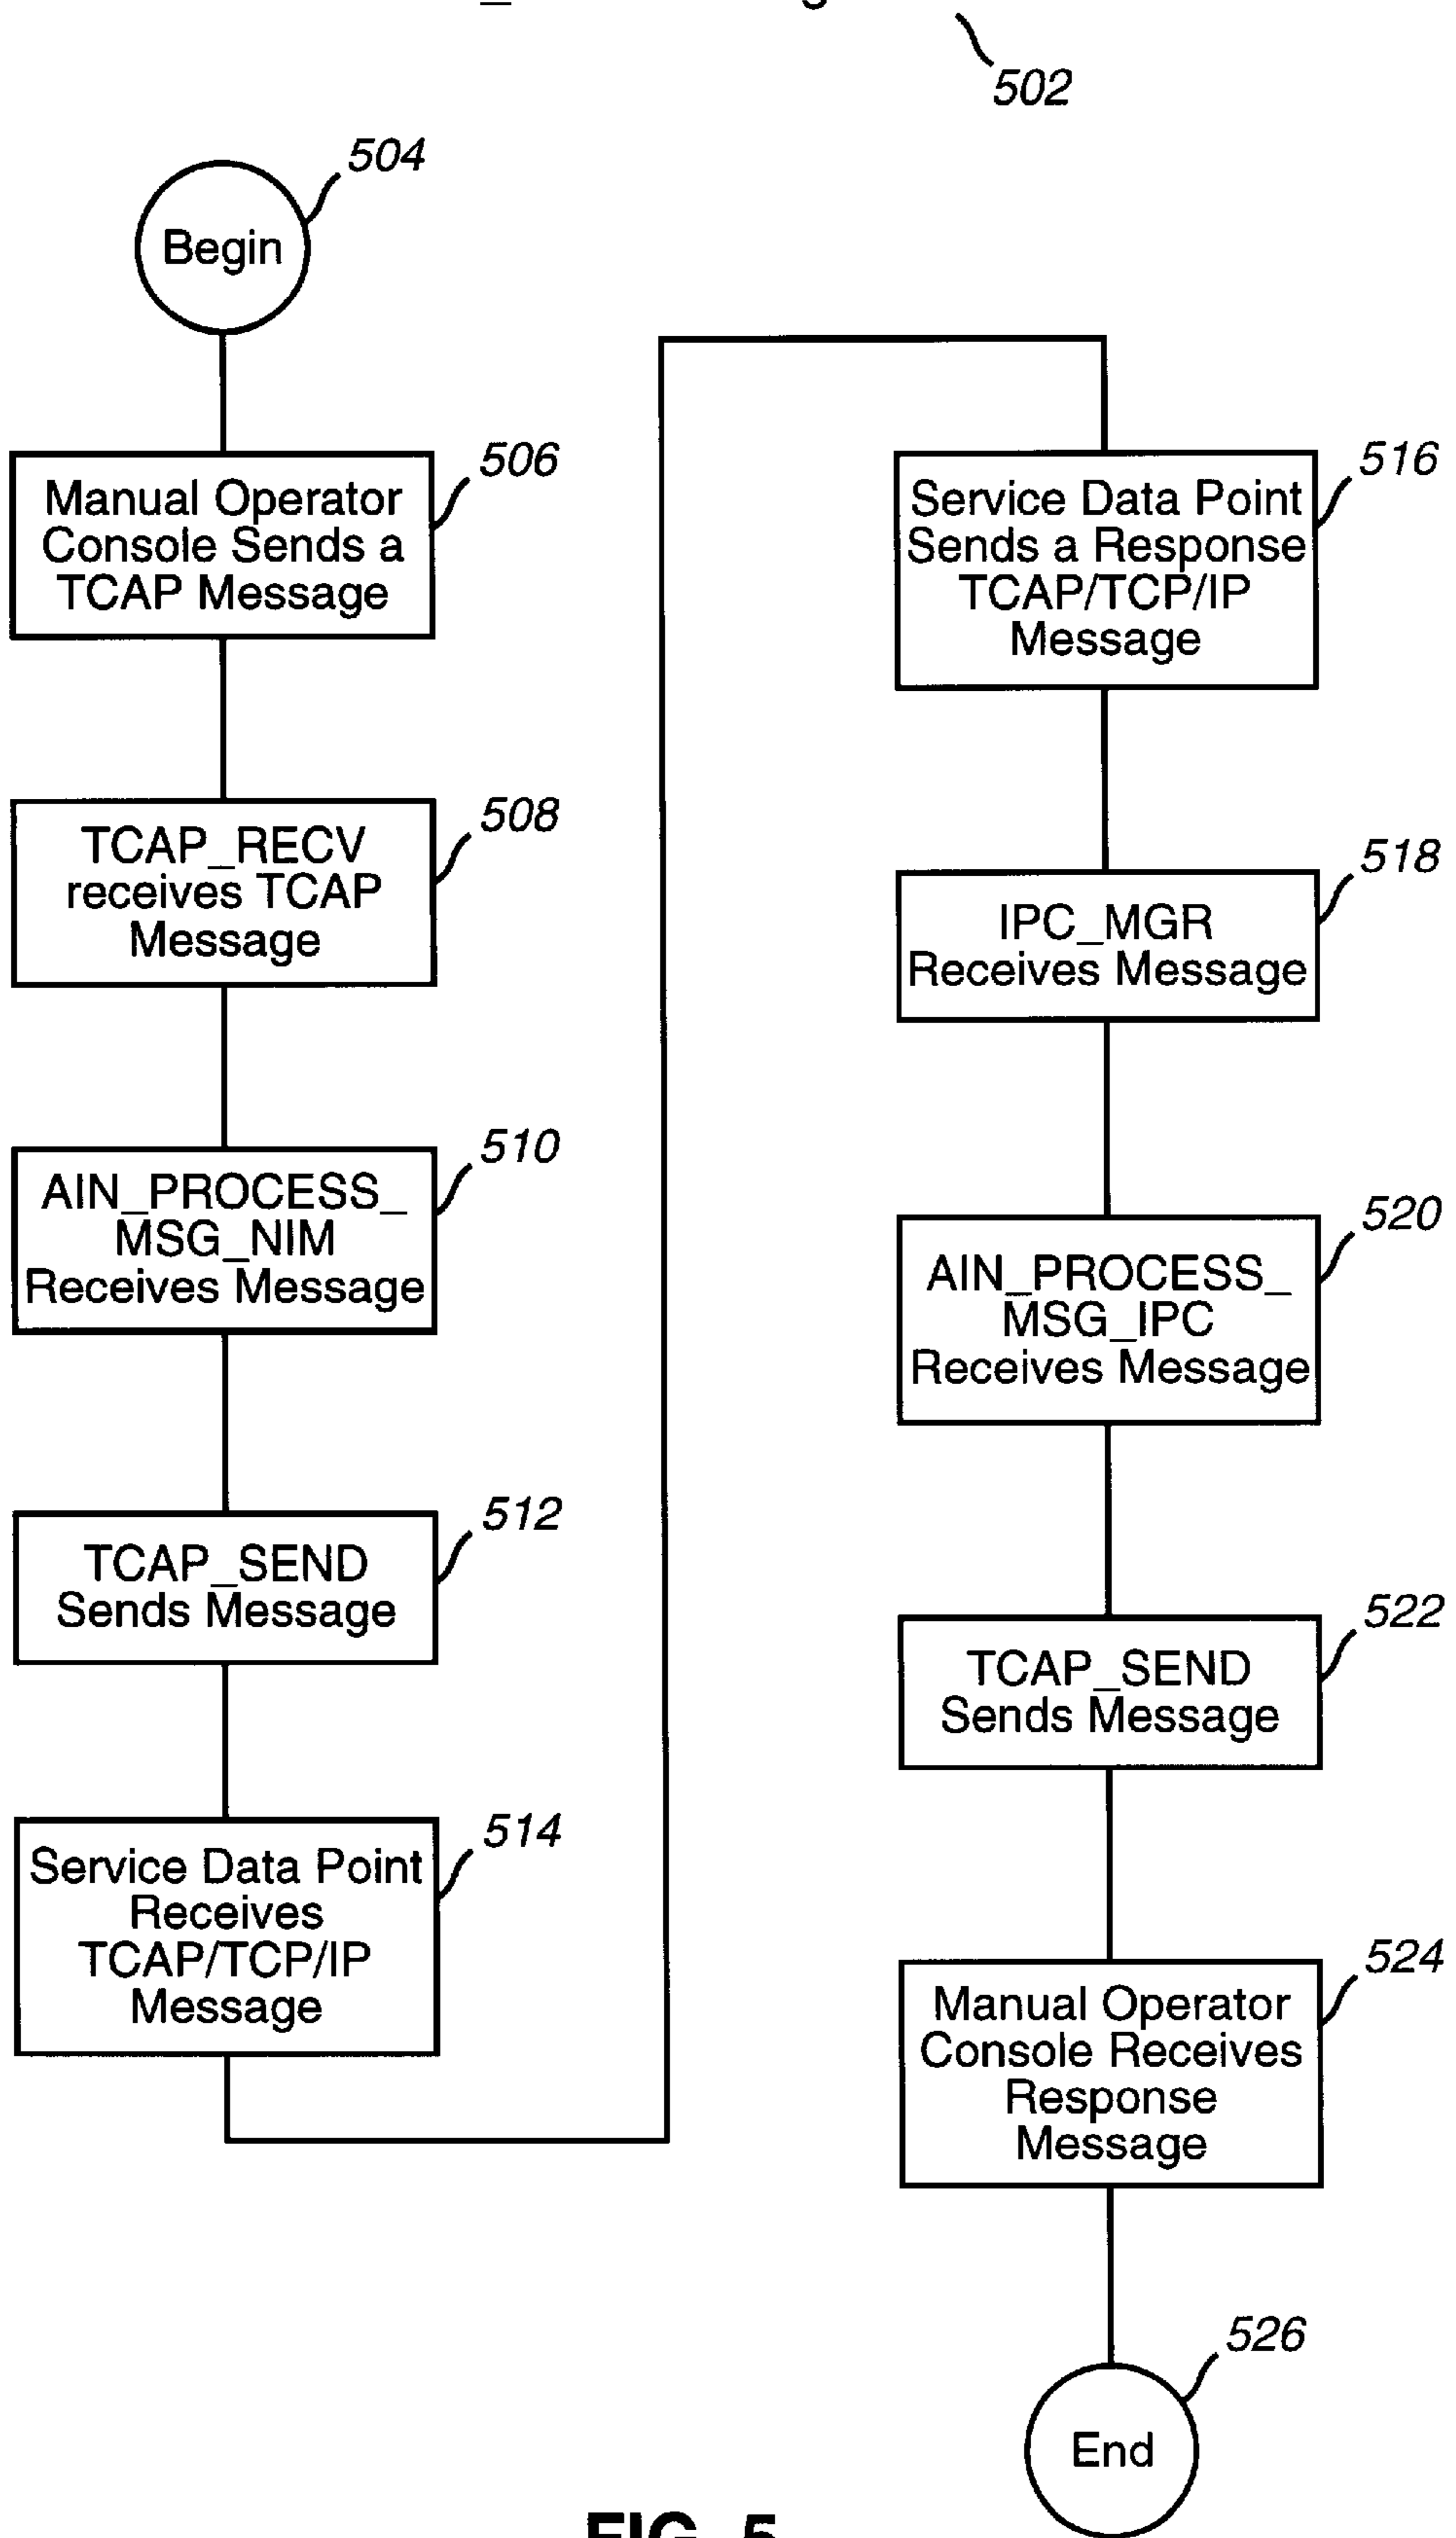 502
504
Begin
506
Manual Operator
Console Sends a
TCAP Message
508
TCAP_RECV
receives TCAP
Message
510
AIN_PROCESS_
MSG_NIM
Receives Message
512
TCAP_SEND
Sends Message
514
Service Data Point
Receives
TCAP/TCP/IP
Message
516
Service Data Point
Sends a Response
TCAP/TCP/IP
Message
518
IPC_MGR
Receives Message
520
AIN_PROCESS_
MSG_IPC
Receives Message
522
TCAP_SEND
Sends Message
524
Manual Operator
Console Receives
Response
Message
526
End
FIG. 5